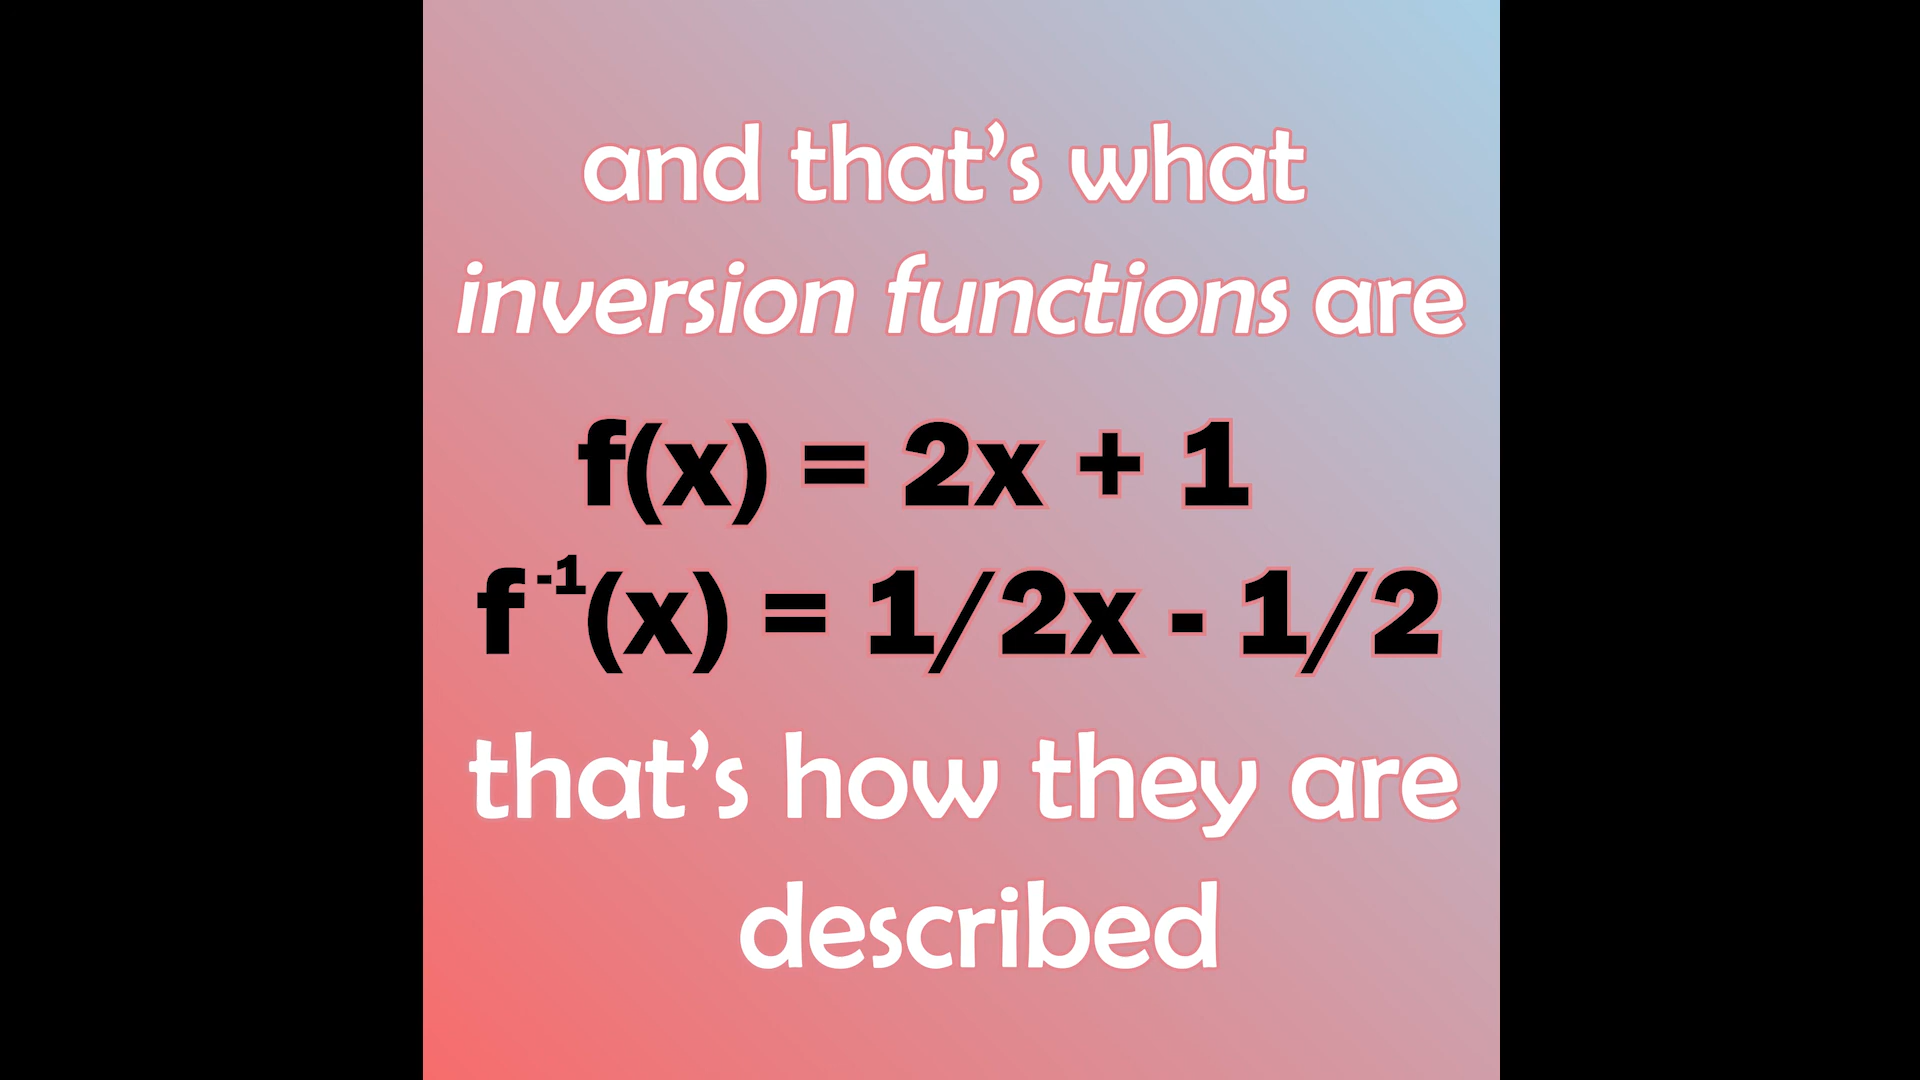 and that’s what
inversion functions are
f(x) = 2x + 1
f⁻¹(x) = 1/2x - 1/2
that’s how they are
described